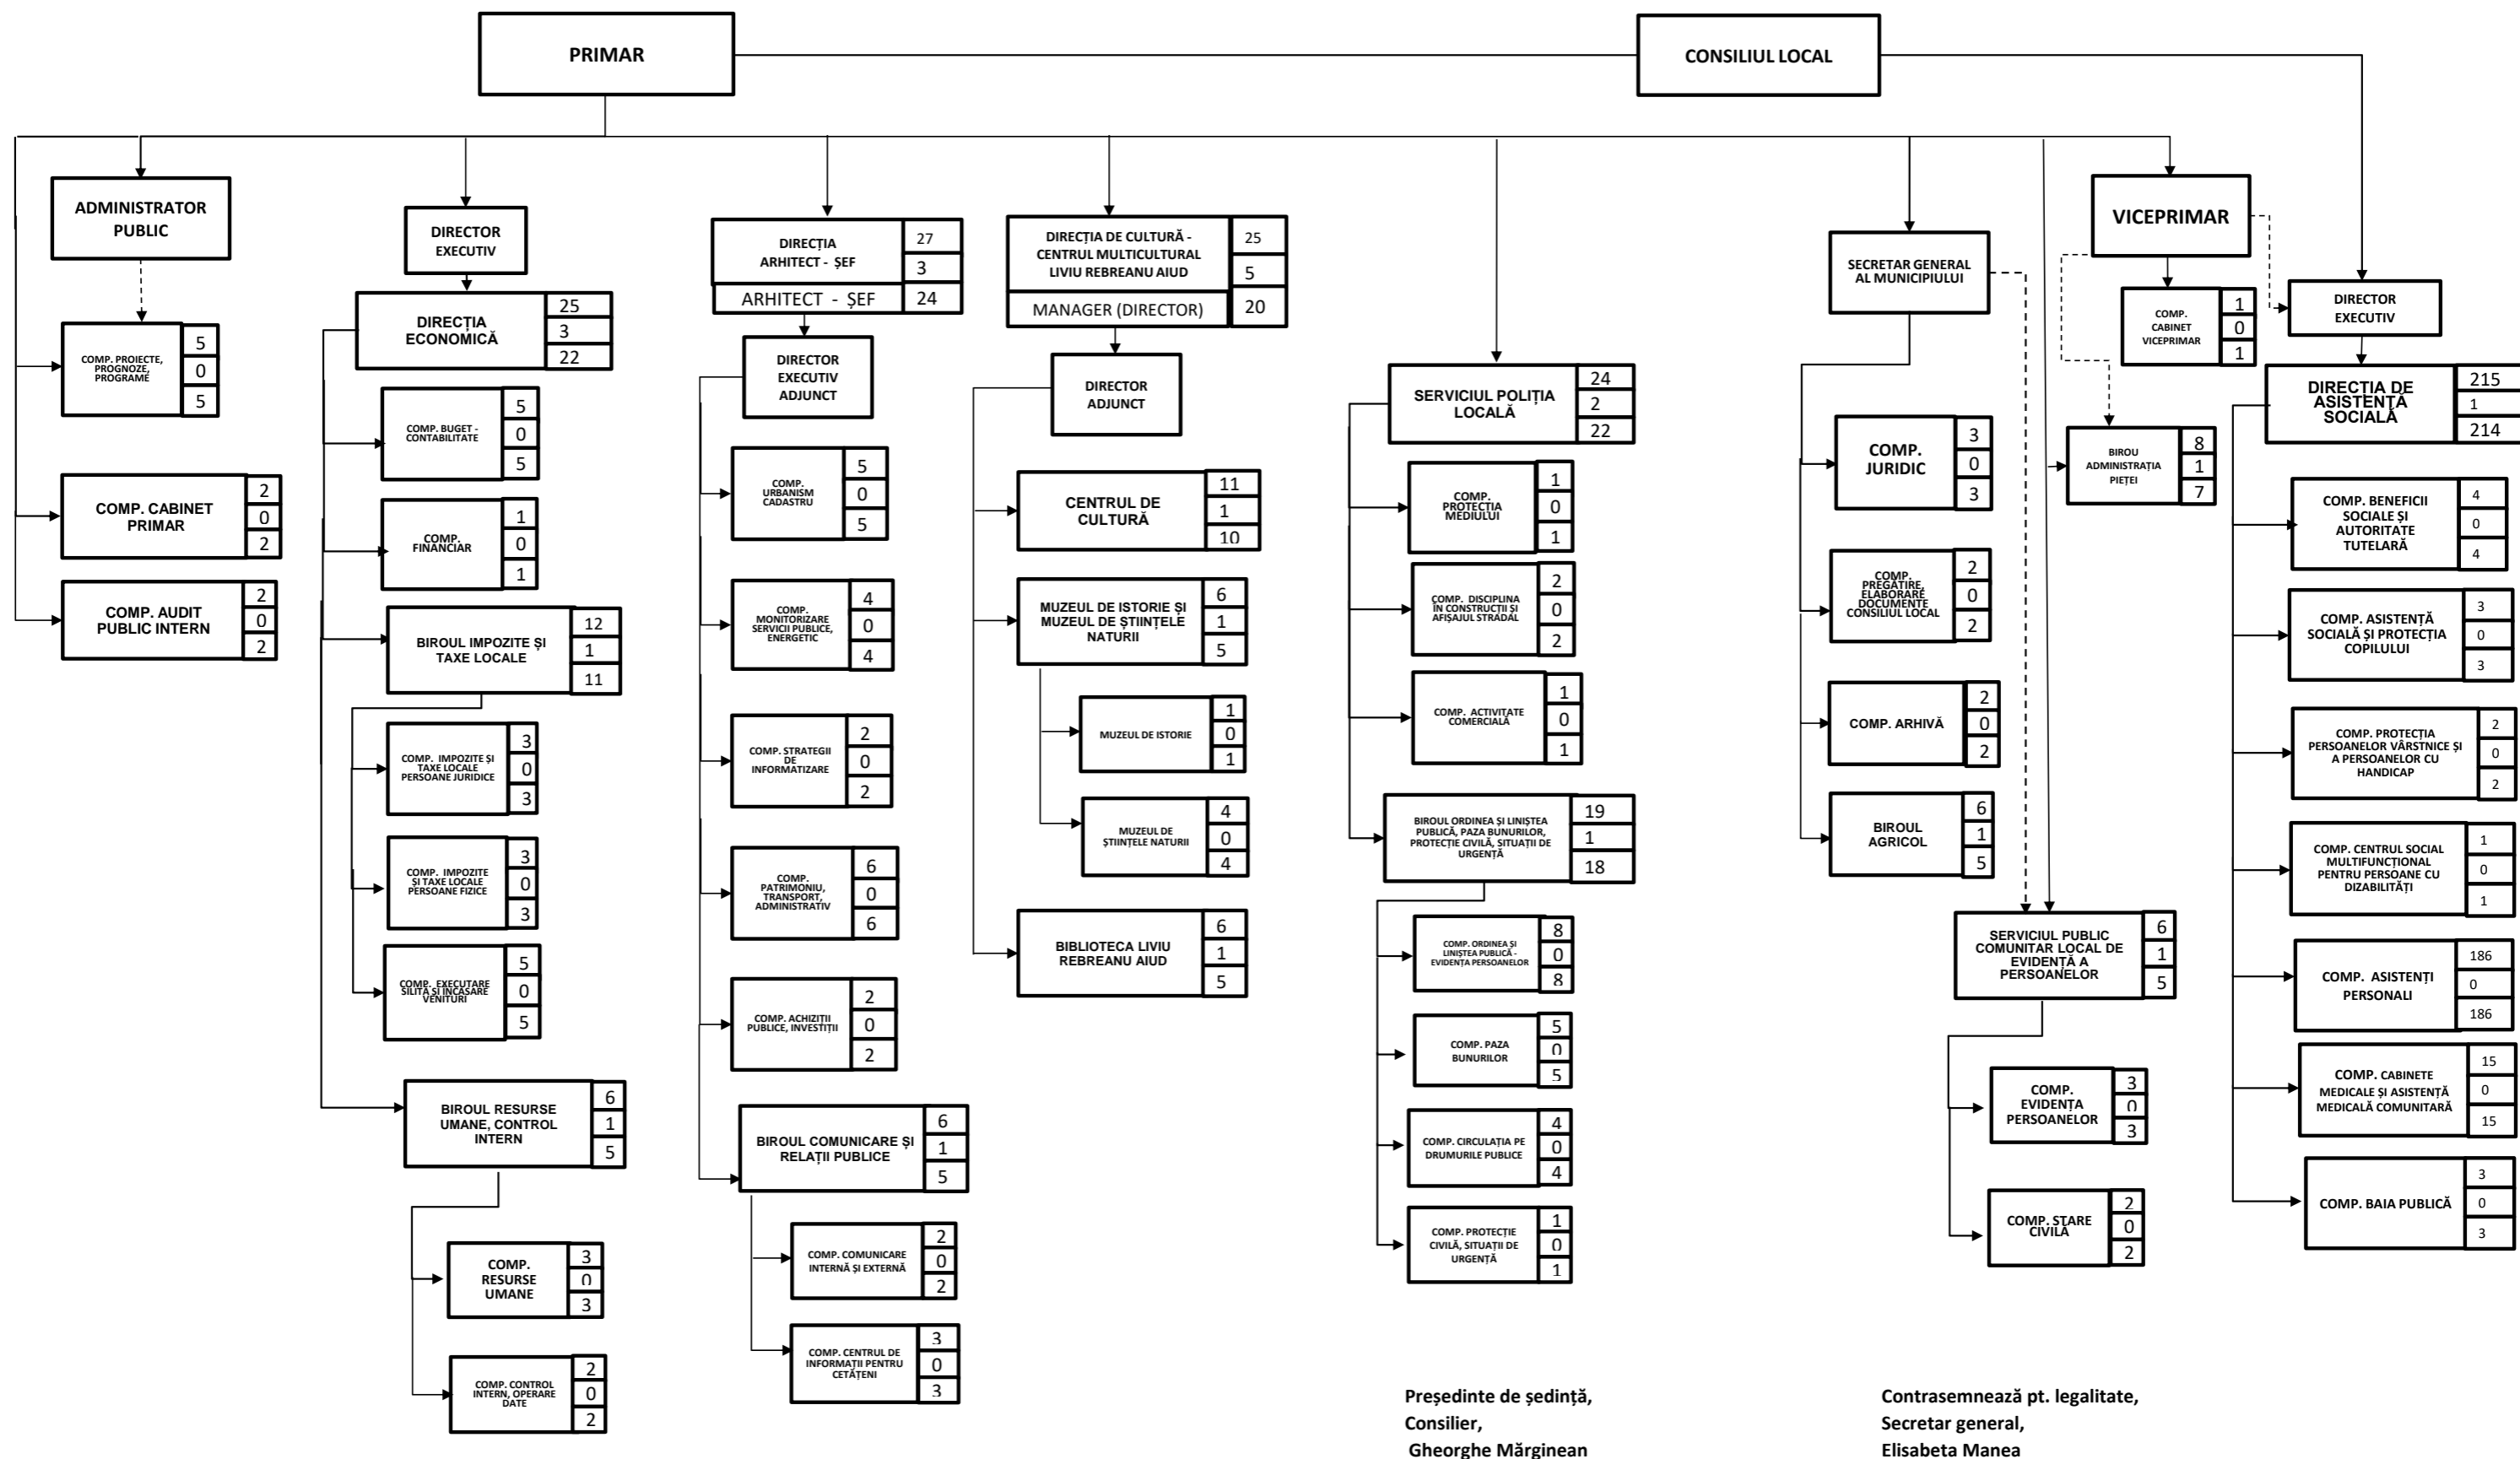 PRIMAR
CONSILIUL LOCAL
ADMINISTRATOR
PUBLIC
COMP. PROIECTE,
PROGNOZE,
PROGRAME
5
0
5
COMP. CABINET
PRIMAR
2
0
2
COMP. AUDIT
PUBLIC INTERN
2
0
2
DIRECTOR
EXECUTIV
DIRECȚIA
ECONOMICĂ
25
3
22
COMP. BUGET -
CONTABILITATE
5
0
5
COMP.
FINANCIAR
1
0
1
BIROUL IMPOZITE ȘI
TAXE LOCALE
12
1
11
COMP. IMPOZITE ȘI
TAXE LOCALE
PERSOANE JURIDICE
3
0
3
COMP. IMPOZITE
ȘI TAXE LOCALE
PERSOANE FIZICE
3
0
3
COMP. EXECUTARE
SILITĂ ȘI ÎNCASARE
VENITURI
5
0
5
BIROUL RESURSE
UMANE, CONTROL
INTERN
6
1
5
COMP.
RESURSE
UMANE
3
0
3
COMP. CONTROL
INTERN, OPERARE
DATE
2
0
2
DIRECȚIA
ARHITECT - ȘEF
ARHITECT - ȘEF
27
3
24
DIRECTOR
EXECUTIV
ADJUNCT
COMP.
URBANISM
CADASTRU
5
0
5
COMP.
MONITORIZARE
SERVICII PUBLICE,
ENERGETIC
4
0
4
COMP. STRATEGII
DE
INFORMATIZARE
2
0
2
COMP.
PATRIMONIU,
TRANSPORT,
ADMINISTRATIV
6
0
6
COMP. ACHIZIȚII
PUBLICE, INVESTIȚII
2
0
2
BIROUL COMUNICARE ȘI
RELAȚII PUBLICE
6
1
5
COMP. COMUNICARE
INTERNĂ ȘI EXTERNĂ
2
0
2
COMP. CENTRUL DE
INFORMAȚII PENTRU
CETĂȚENI
3
0
3
DIRECȚIA DE CULTURĂ -
CENTRUL MULTICULTURAL
LIVIU REBREANU AIUD
MANAGER (DIRECTOR)
25
5
20
DIRECTOR
ADJUNCT
CENTRUL DE
CULTURĂ
11
1
10
MUZEUL DE ISTORIE ȘI
MUZEUL DE ȘTIINȚELE
NATURII
6
1
5
MUZEUL DE ISTORIE
1
0
1
MUZEUL DE
ȘTIINȚELE NATURII
4
0
4
BIBLIOTECA LIVIU
REBREANU AIUD
6
1
5
SERVICIUL POLIȚIA
LOCALĂ
24
2
22
COMP.
PROTECȚIA
MEDIULUI
1
0
1
COMP. DISCIPLINA
ÎN CONSTRUCȚII ȘI
AFIȘAJUL STRADAL
2
0
2
COMP. ACTIVITATE
COMERCIALĂ
1
0
1
BIROUL ORDINEA ȘI LINIȘTEA
PUBLICĂ, PAZA BUNURILOR,
PROTECȚIE CIVILĂ, SITUAȚII DE
URGENȚĂ
19
1
18
COMP. ORDINEA ȘI
LINIȘTEA PUBLICĂ -
EVIDENȚA PERSOANELOR
8
0
8
COMP. PAZA
BUNURILOR
5
0
5
COMP. CIRCULAȚIA PE
DRUMURILE PUBLICE
4
0
4
COMP. PROTECȚIE
CIVILĂ, SITUAȚII DE
URGENȚĂ
1
0
1
SECRETAR GENERAL
AL MUNICIPIULUI
COMP.
JURIDIC
3
0
3
COMP.
PREGĂTIRE,
ELABORARE
DOCUMENTE
CONSILIUL LOCAL
2
0
2
COMP. ARHIVĂ
2
0
2
BIROUL
AGRICOL
6
1
5
SERVICIUL PUBLIC
COMUNITAR LOCAL DE
EVIDENȚĂ A
PERSOANELOR
6
1
5
COMP.
EVIDENȚA
PERSOANELOR
3
0
3
COMP. STARE
CIVILĂ
2
0
2
VICEPRIMAR
COMP.
CABINET
VICEPRIMAR
1
0
1
BIROU
ADMINISTRAȚIA
PIEȚEI
8
1
7
DIRECTOR
EXECUTIV
DIRECȚIA DE
ASISTENȚĂ
SOCIALĂ
215
1
214
COMP. BENEFICII
SOCIALE ȘI
AUTORITATE
TUTELARĂ
4
0
4
COMP. ASISTENȚĂ
SOCIALĂ ȘI PROTECȚIA
COPILULUI
3
0
3
COMP. PROTECȚIA
PERSOANELOR VÂRSTNICE ȘI
A PERSOANELOR CU
HANDICAP
2
0
2
COMP. CENTRUL SOCIAL
MULTIFUNCȚIONAL
PENTRU PERSOANE CU
DIZABILITĂȚI
1
0
1
COMP. ASISTENȚI
PERSONALI
186
0
186
COMP. CABINETE
MEDICALE ȘI ASISTENȚĂ
MEDICALĂ COMUNITARĂ
15
0
15
COMP. BAIA PUBLICĂ
3
0
3
Președinte de ședință,
Consilier,
Gheorghe Mărginean
Contrasemnează pt. legalitate,
Secretar general,
Elisabeta Manea